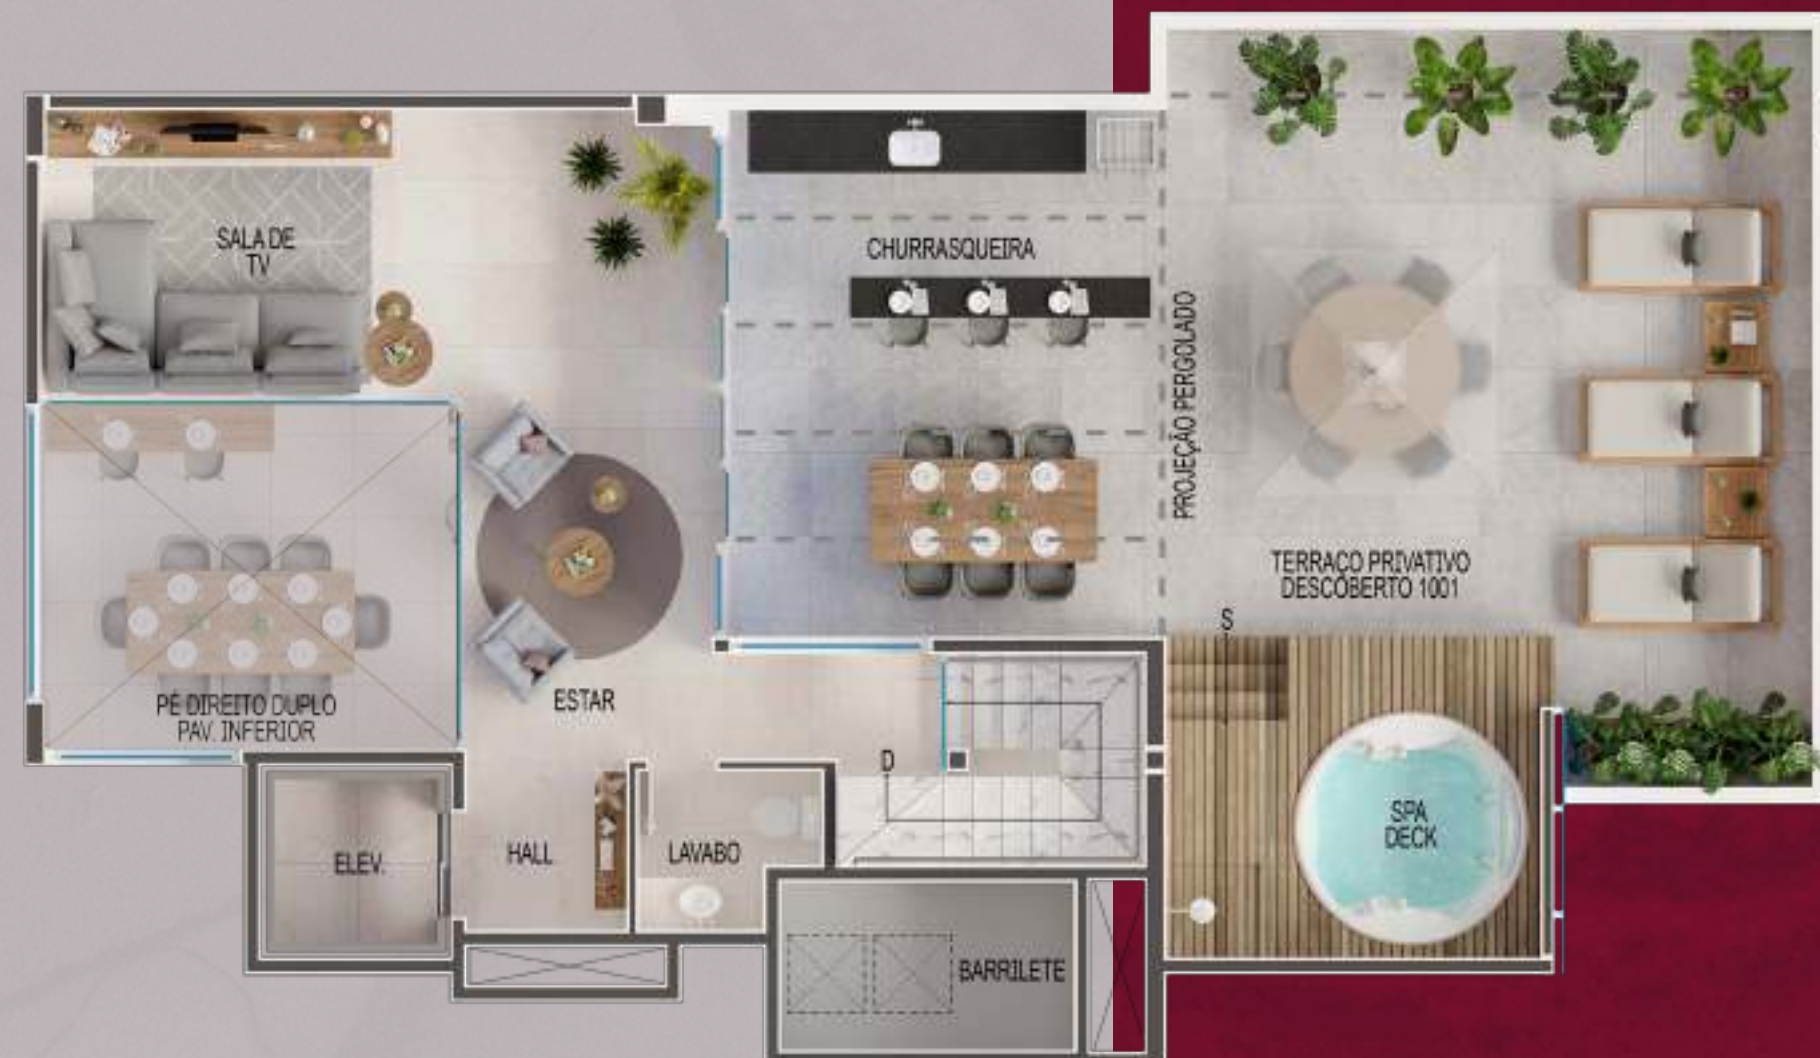 SALA DE
TV
CHURRASQUEIRA
PROJEÇÃO PERGOLADO
TERRAÇO PRIVATIVO
DESCOBERTO 1001
S
PÉ DIREITO DUPLO
PAV. INFERIOR
ESTAR
D
SPA
DECK
ELEV.
HALL
LAVABO
BARRILETE